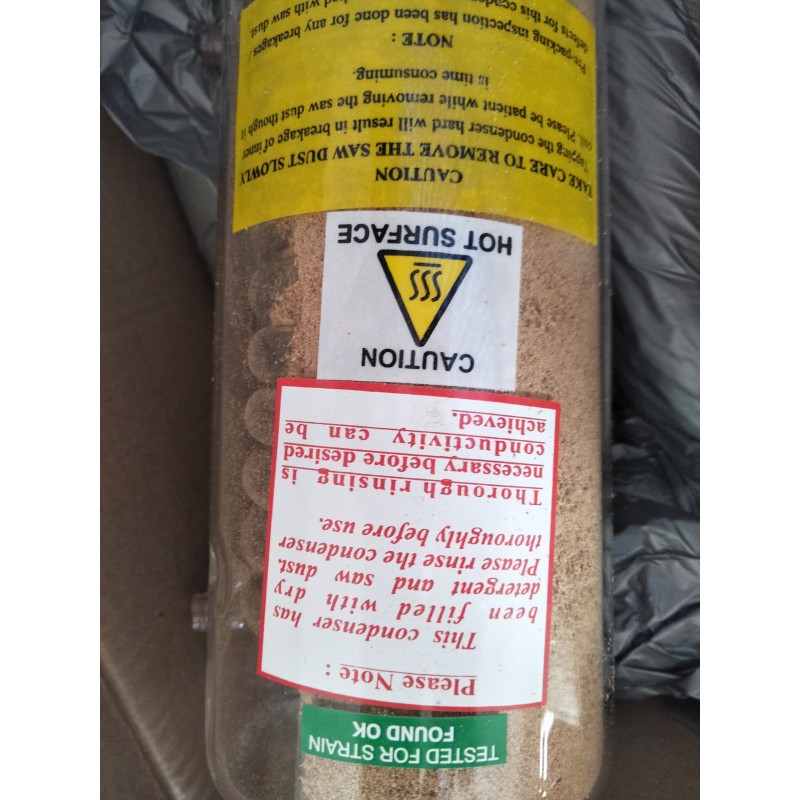 TESTED FOR STRAIN
FOUND OK
Please Note :
This condenser has
been filled with dry
detergent and saw dust.
Please rinse the condenser
thoroughly before use.
Thorough rinsing is
necessary before desired
conductivity can be
achieved.
CAUTION
HOT SURFACE
CAUTION
TAKE CARE TO REMOVE THE SAW DUST SLOWLY
Tapping the condenser hard will result in breakage of inner
coil. Please be patient while removing the saw dust though it
is time consuming.
NOTE :
Pre-packing inspection has been done for any breakages /
defects for this with saw dust.